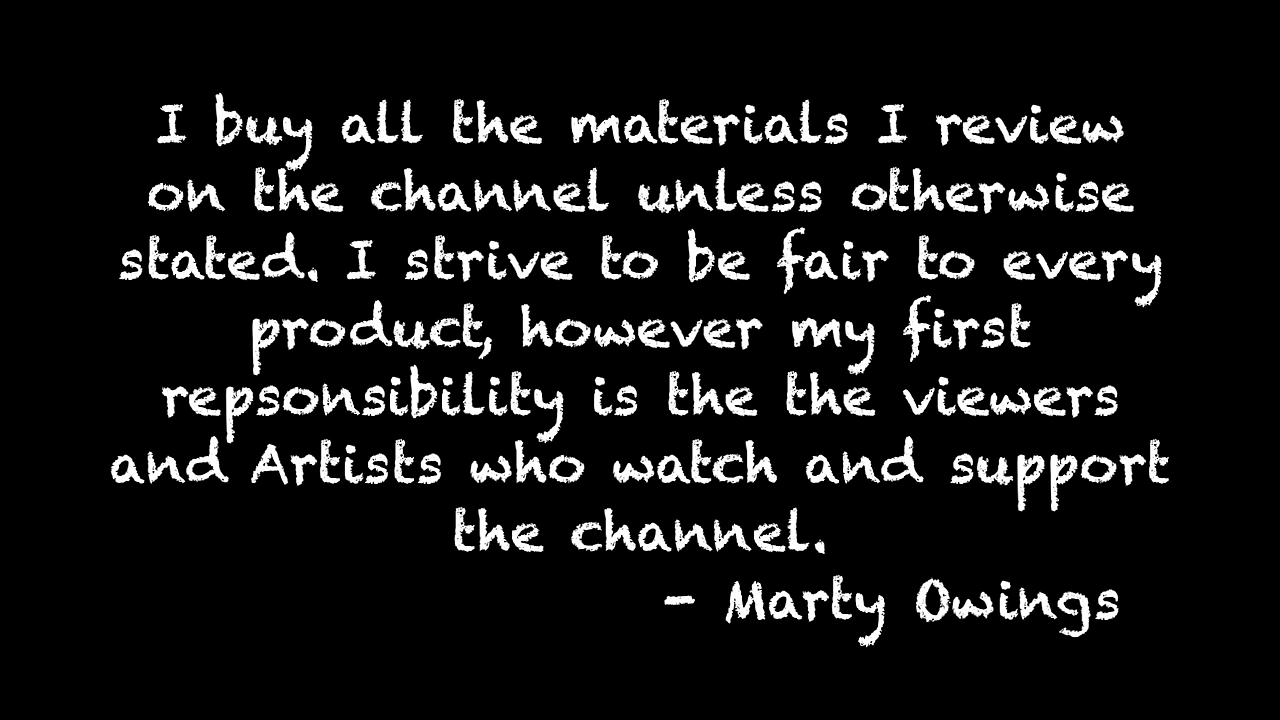 I buy all the materials I review
on the channel unless otherwise
stated. I strive to be fair to every
product, however my first
repsonsibility is the the viewers
and Artists who watch and support
the channel.
- Marty Owings